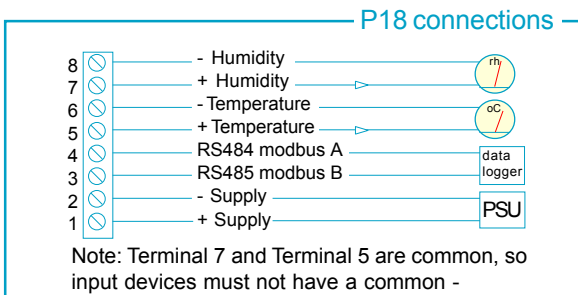 P18 connections
8 - Humidity rh
7 + Humidity
6 - Temperature oC
5 + Temperature
4 RS484 modbus A data
3 RS485 modbus B logger
2 - Supply PSU
1 + Supply
Note: Terminal 7 and Terminal 5 are common, so
input devices must not have a common -